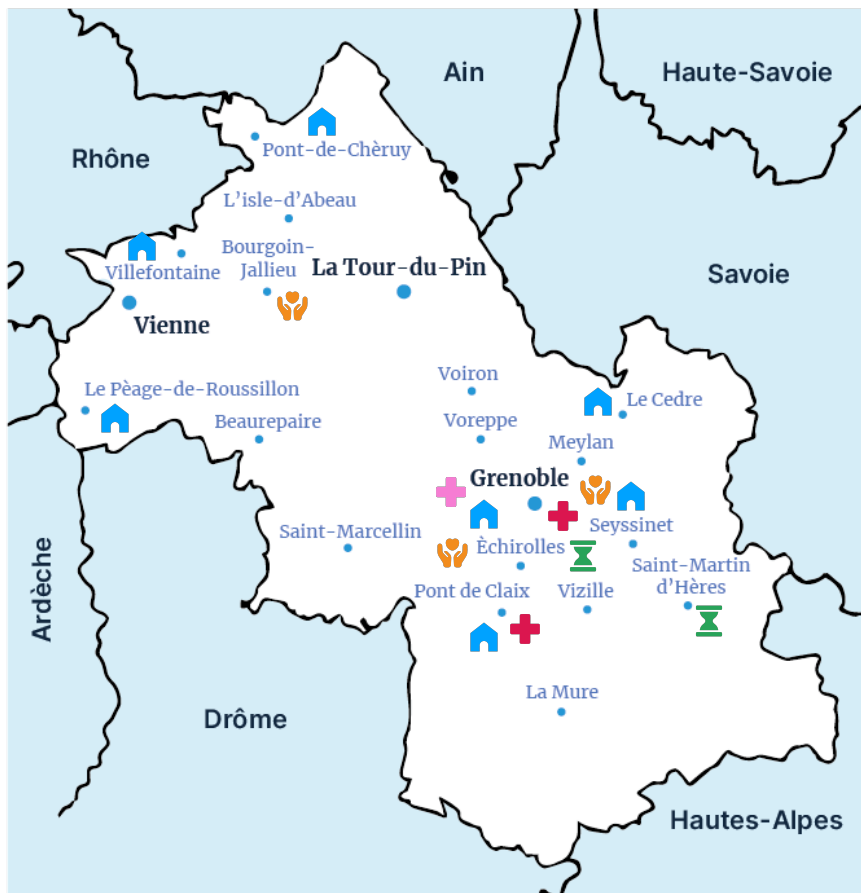 Ain
Haute-Savoie
Rhône
Pont-de-Chèruy
L'isle-d'Abeau
Bourgoin-
Jallieu
La Tour-du-Pin
Villefontaine
Savoie
Vienne
Voiron
Le Pèage-de-Roussillon
Le Cedre
Beaurepaire
Voreppe
Meylan
Grenoble
Seyssinet
Saint-Marcellin
Èchirolles
Saint-Martin
d'Hères
Pont de Claix
Vizille
Ardèche
La Mure
Drôme
Hautes-Alpes